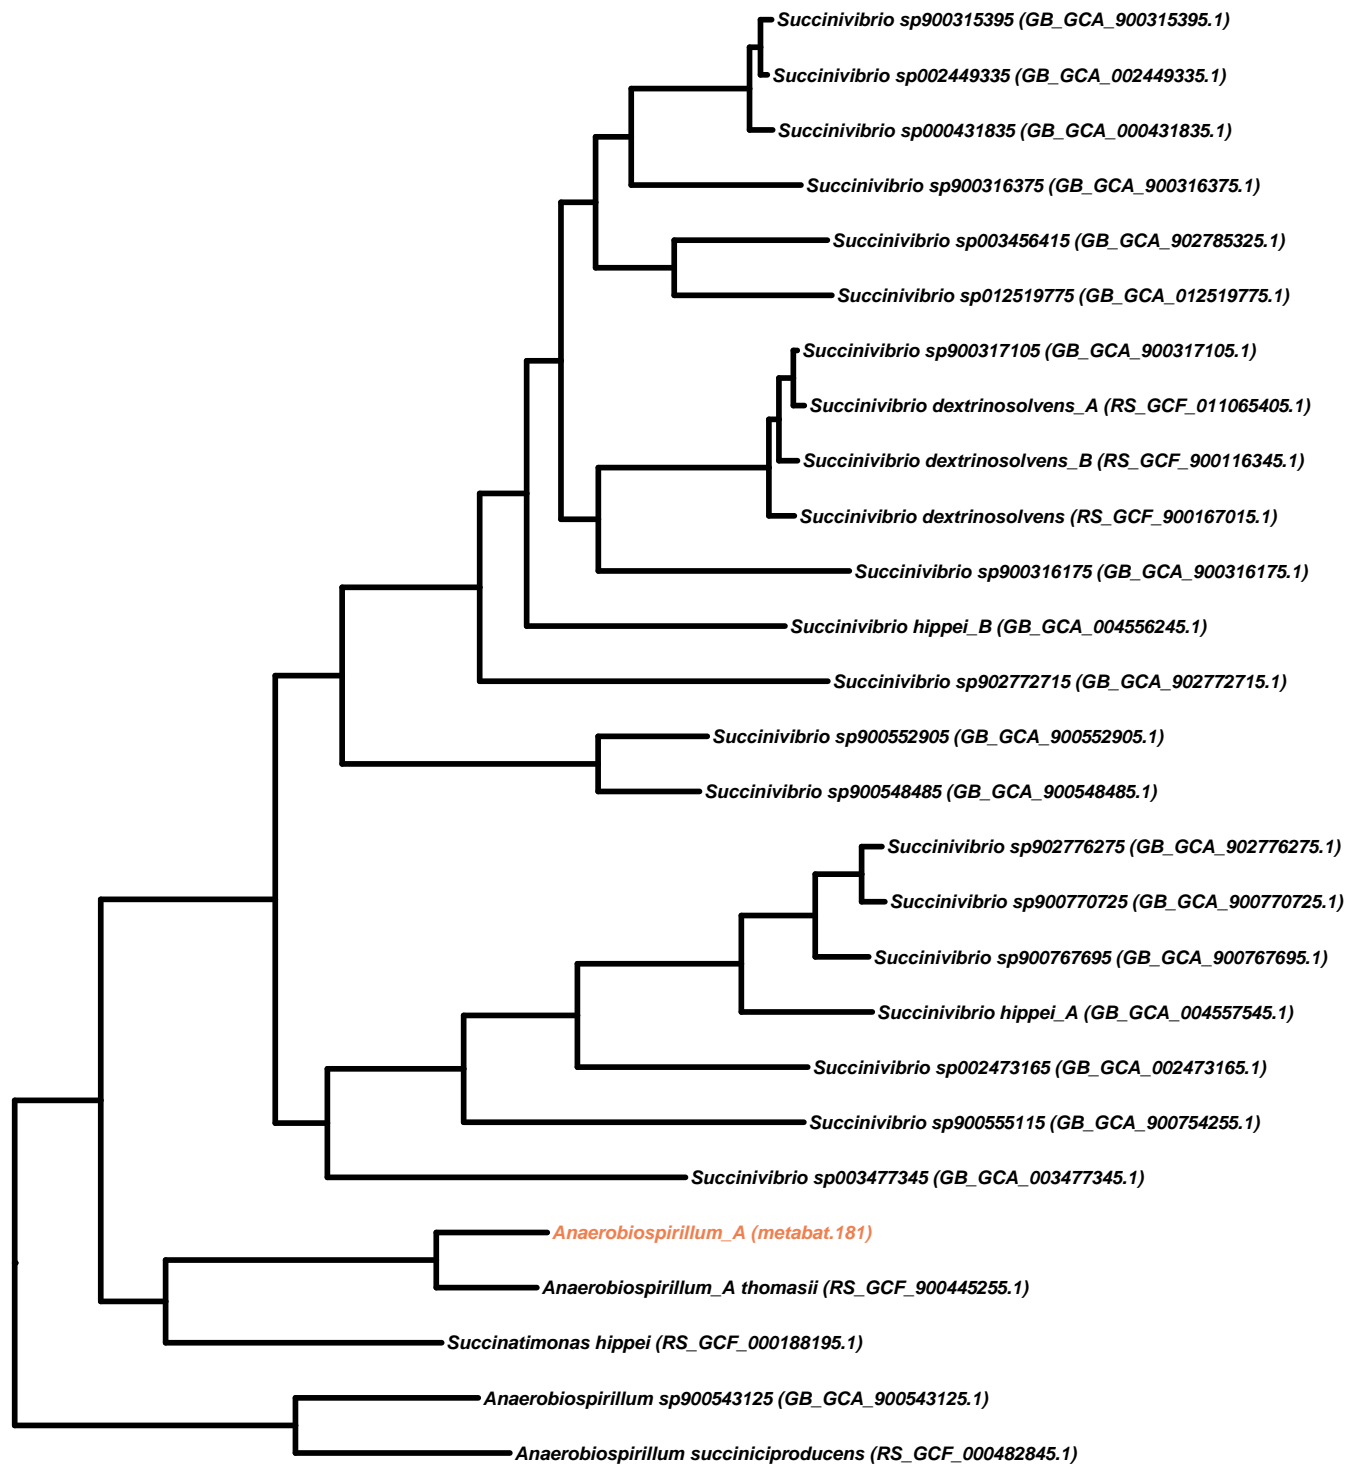 Succinivibrio sp900315395 (GB_GCA_900315395.1)
Succinivibrio sp002449335 (GB_GCA_002449335.1)
Succinivibrio sp000431835 (GB_GCA_000431835.1)
Succinivibrio sp900316375 (GB_GCA_900316375.1)
Succinivibrio sp003456415 (GB_GCA_902785325.1)
Succinivibrio sp012519775 (GB_GCA_012519775.1)
Succinivibrio sp900317105 (GB_GCA_900317105.1)
Succinivibrio dextrinosolvens_A (RS_GCF_011065405.1)
Succinivibrio dextrinosolvens_B (RS_GCF_900116345.1)
Succinivibrio dextrinosolvens (RS_GCF_900167015.1)
Succinivibrio sp900316175 (GB_GCA_900316175.1)
Succinivibrio hippei_B (GB_GCA_004556245.1)
Succinivibrio sp902772715 (GB_GCA_902772715.1)
Succinivibrio sp900552905 (GB_GCA_900552905.1)
Succinivibrio sp900548485 (GB_GCA_900548485.1)
Succinivibrio sp902776275 (GB_GCA_902776275.1)
Succinivibrio sp900770725 (GB_GCA_900770725.1)
Succinivibrio sp900767695 (GB_GCA_900767695.1)
Succinivibrio hippei_A (GB_GCA_004557545.1)
Succinivibrio sp002473165 (GB_GCA_002473165.1)
Succinivibrio sp900555115 (GB_GCA_900754255.1)
Succinivibrio sp003477345 (GB_GCA_003477345.1)
Anaerobiospirillum_A (metabat.181)
Anaerobiospirillum_A thomasii (RS_GCF_900445255.1)
Succinatimonas hippei (RS_GCF_000188195.1)
Anaerobiospirillum sp900543125 (GB_GCA_900543125.1)
Anaerobiospirillum succiniciproducens (RS_GCF_000482845.1)